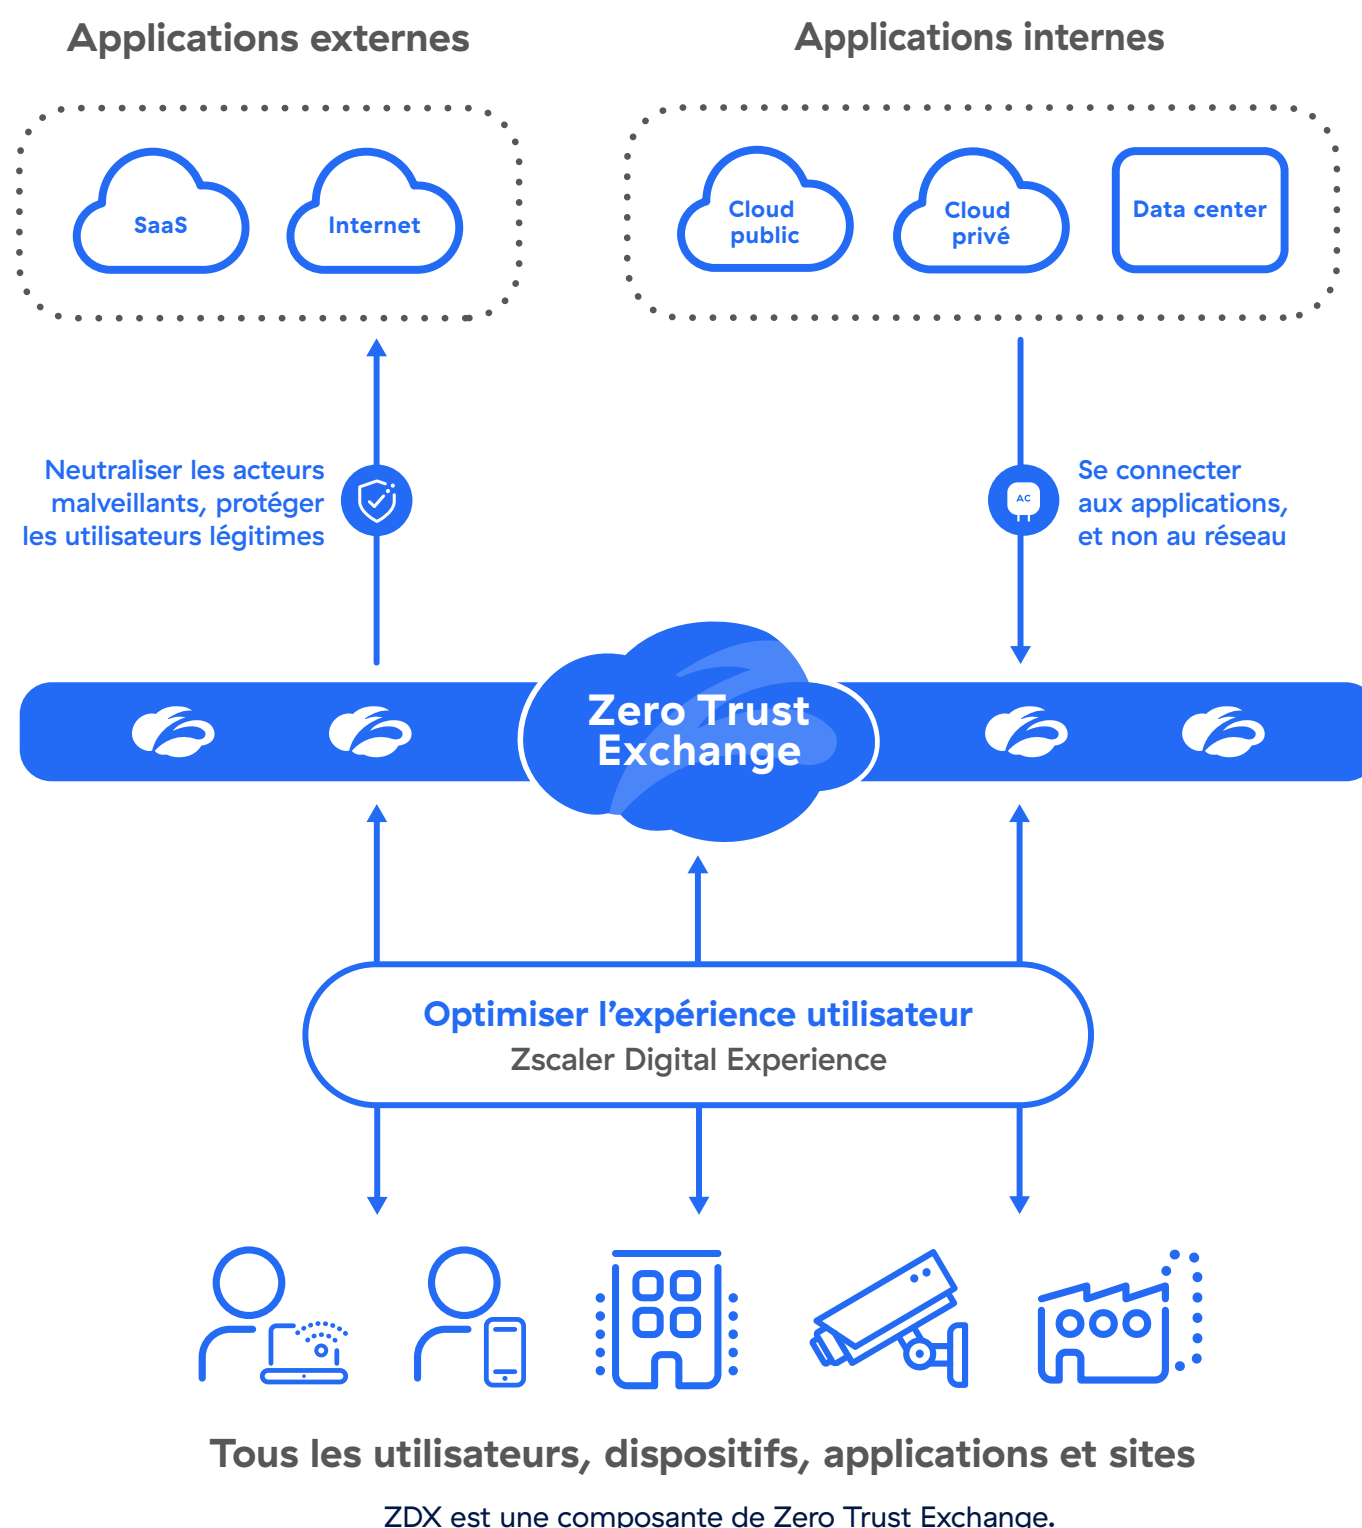 Applications externes
Applications internes
SaaS
Internet
Cloud
public
Cloud
privé
Data center
Neutraliser les acteurs
malveillants, protéger
les utilisateurs légitimes
AC
Se connecter
aux applications,
et non au réseau
Zero Trust
Exchange
Optimiser l’expérience utilisateur
Zscaler Digital Experience
Tous les utilisateurs, dispositifs, applications et sites
ZDX est une composante de Zero Trust Exchange.